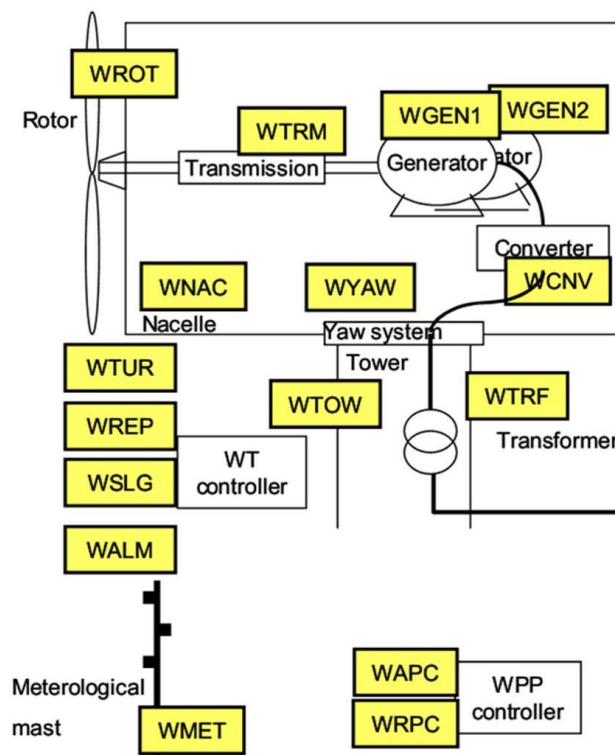 WROT
Rotor
WTRM
WGEN1
WGEN2
Transmission
Generator
ator
Converter
WCNV
WNAC
WYAW
Nacelle
Yaw system
Tower
WTUR
WTOW
WTRF
WREP
Transformer
WT
controller
WSLG
WALM
Meterological
mast
WMET
WAPC
WRPC
WPP
controller